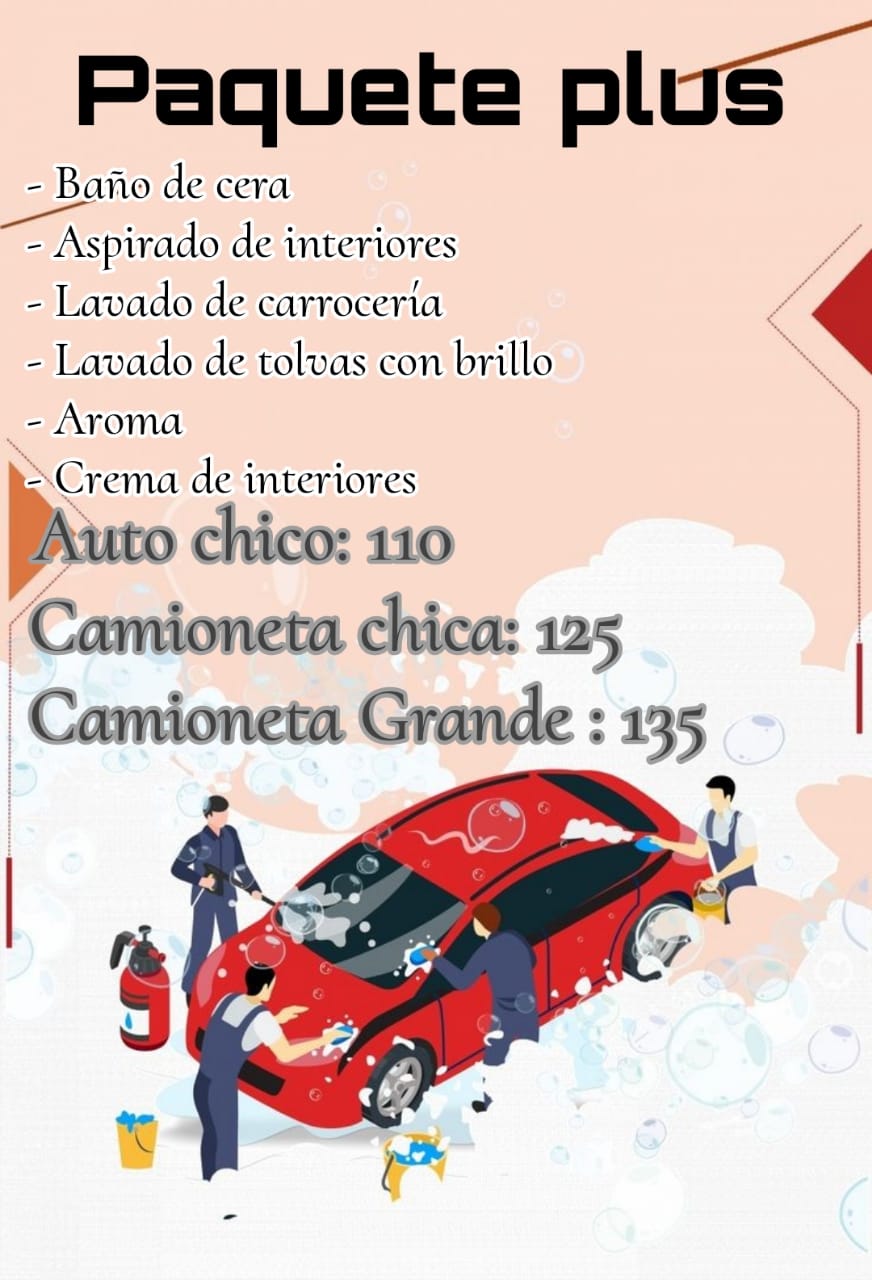 Paquete plus
- Baño de cera
- Aspirado de interiores
- Lavado de carrocería
- Lavado de tolvas con brillo
- Aroma
- Crema de interiores
Auto chico: 110
Camioneta chica: 125
Camioneta Grande : 135